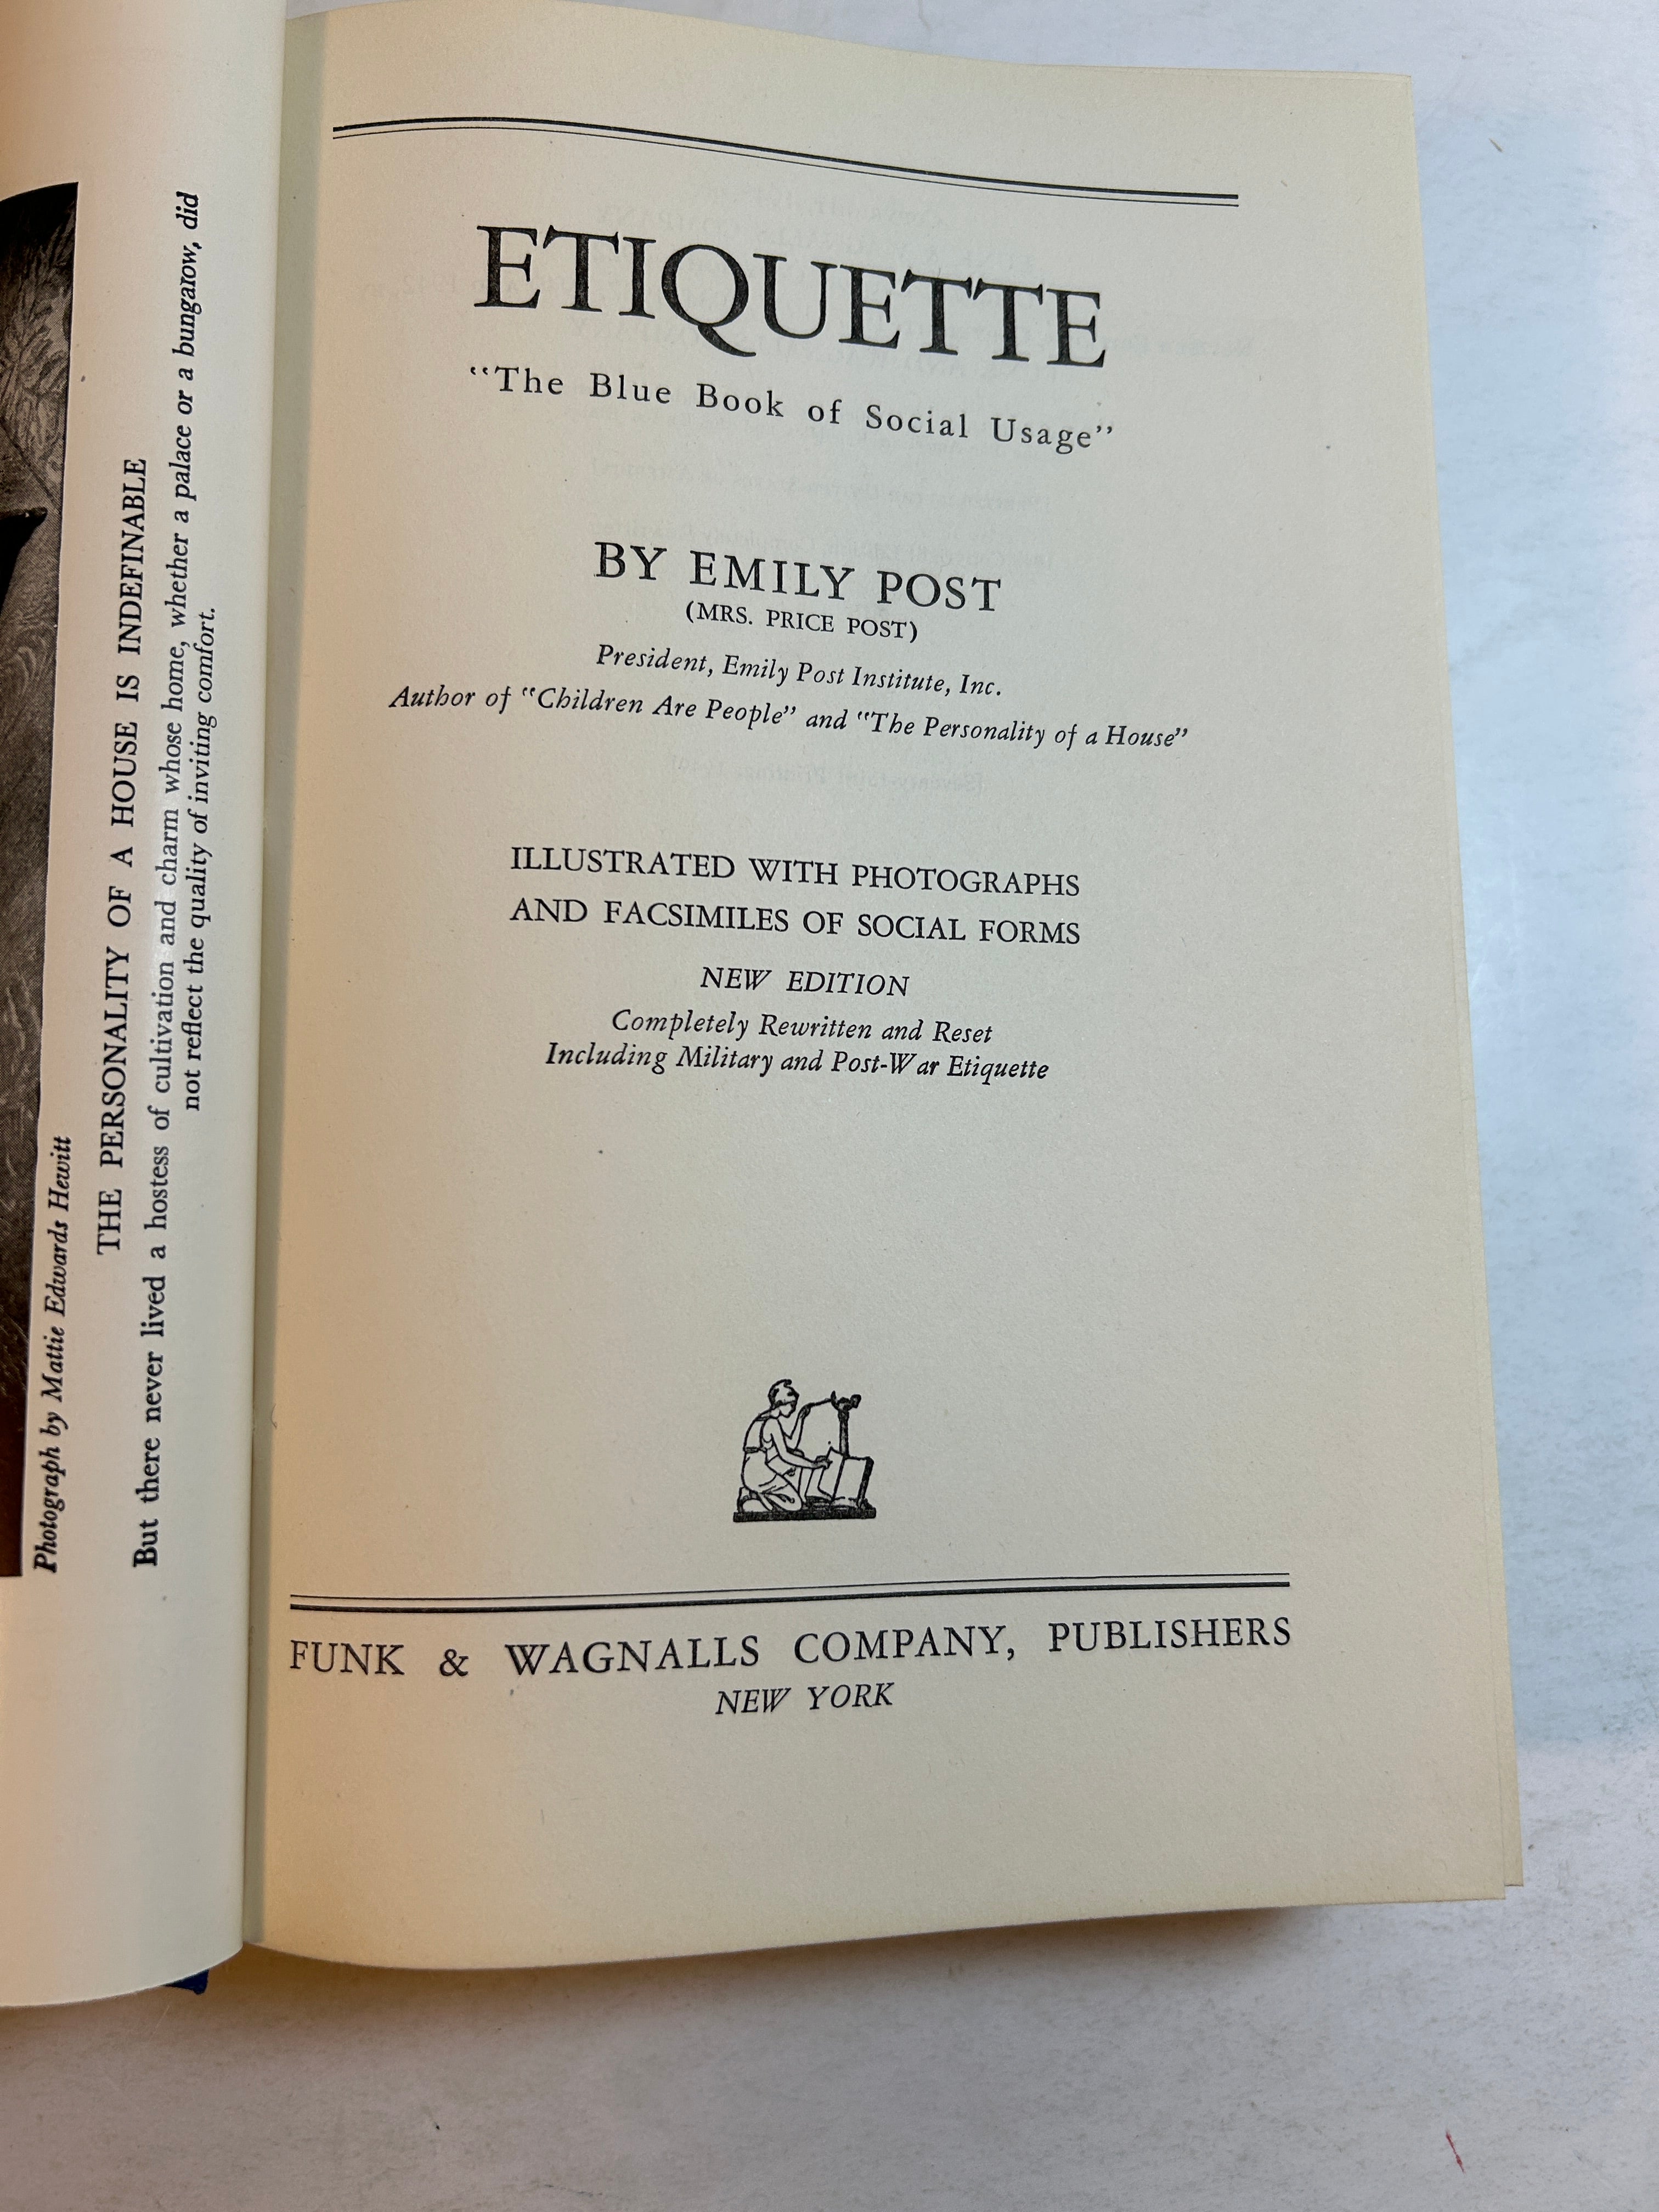 Photograph by Mattie Edwards Hewitt
THE PERSONALITY OF A HOUSE IS INDEFINABLE
But there never lived a hostess of cultivation and charm whose home, whether a palace or a bungarow, did
not reflect the quality of inviting comfort.
ETIQUETTE
“The Blue Book of Social Usage”
BY EMILY POST
(MRS. PRICE POST)
President, Emily Post Institute, Inc.
Author of “Children Are People” and “The Personality of a House”
ILLUSTRATED WITH PHOTOGRAPHS
AND FACSIMILES OF SOCIAL FORMS
NEW EDITION
Completely Rewritten and Reset
Including Military and Post-War Etiquette
FUNK & WAGNALLS COMPANY, PUBLISHERS
NEW YORK